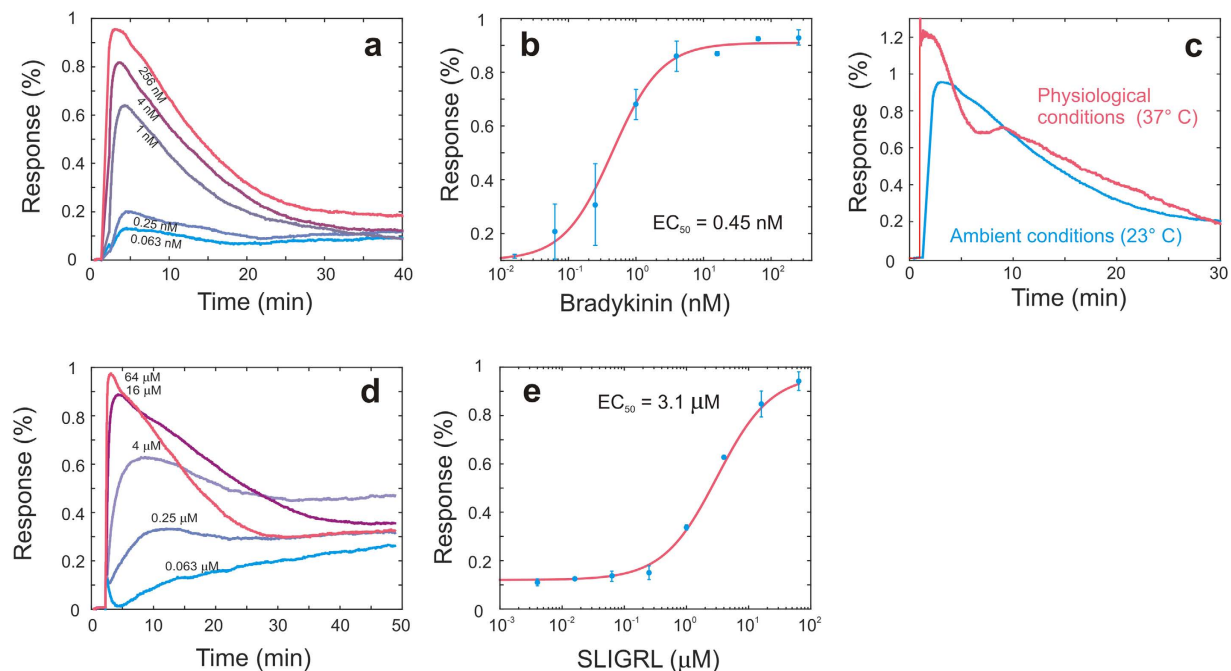 a
Response (%)
1
0.8
0.6
0.4
0.2
0
256 nM
4 nM
1 nM
0.25 nM
0.063 nM
0 10 20 30 40
Time (min)
b
Response (%)
1
0.8
0.6
0.4
0.2
EC50 = 0.45 nM
10-2 10-1 100 101 102
Bradykinin (nM)
c
Response (%)
1.2
1
0.8
0.6
0.4
0.2
0
Physiological
conditions (37° C)
Ambient conditions (23° C)
0 10 20 30
Time (min)
d
Response (%)
1
0.8
0.6
0.4
0.2
0
64 µM
16 µM
4 µM
0.25 µM
0.063 µM
0 10 20 30 40 50
Time (min)
e
Response (%)
1
0.8
0.6
0.4
0.2
0
EC50 = 3.1 µM
10-3 10-2 10-1 100 101 102
SLIGRL (µM)